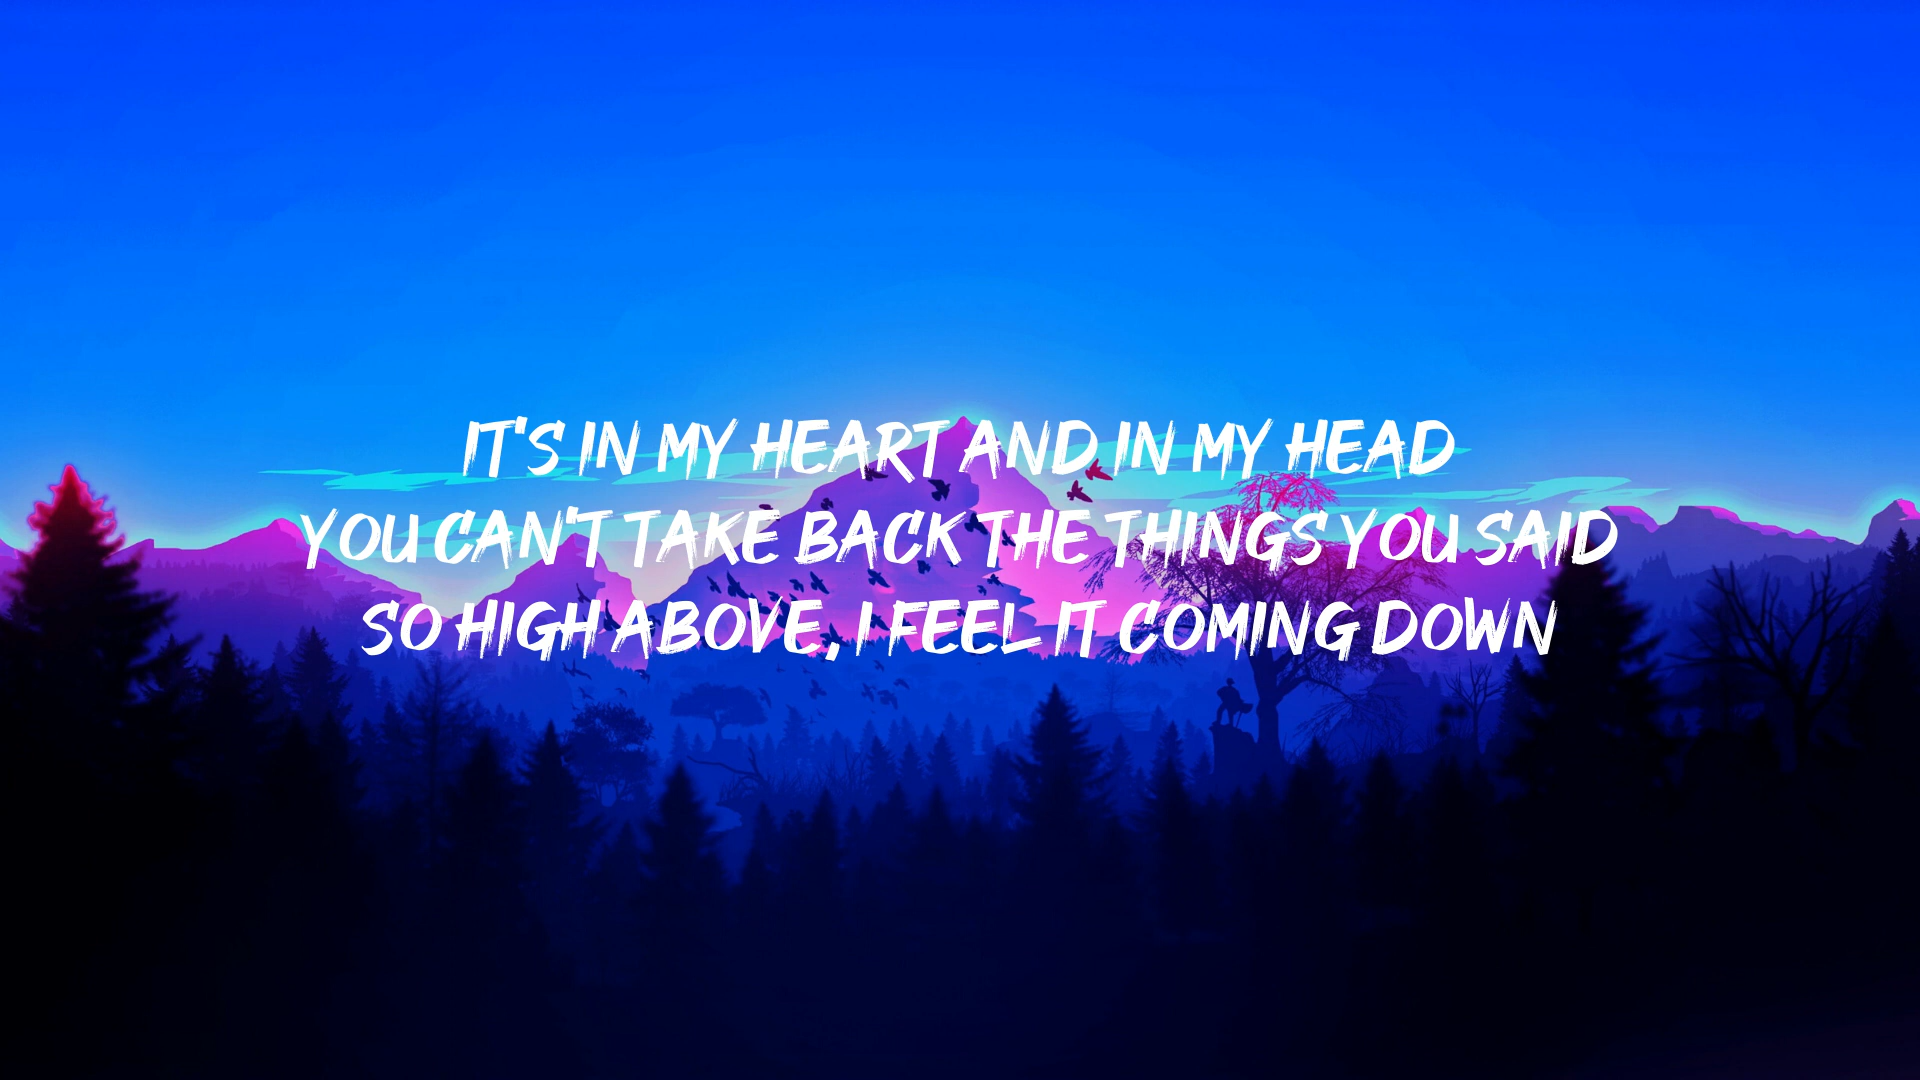 IT'S IN MY HEART AND IN MY HEAD
YOU CAN'T TAKE BACK THE THINGS YOU SAID
SO HIGH ABOVE, I FEEL IT COMING DOWN